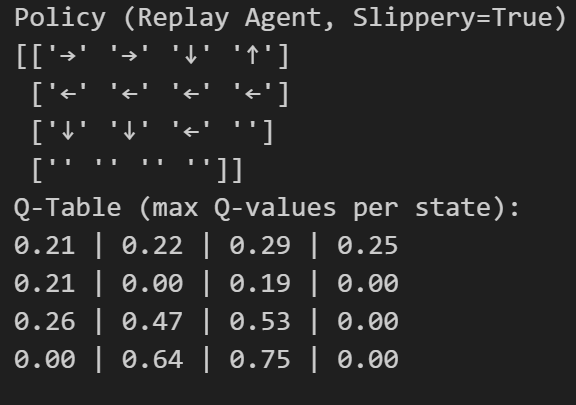 Policy (Replay Agent, Slippery=True)
[['→' '→' '↓' '↑']
 ['←' '←' '←' '←']
 ['↓' '↓' '←' '']
 ['' '' '' '']]
Q-Table (max Q-values per state):
0.21 | 0.22 | 0.29 | 0.25
0.21 | 0.00 | 0.19 | 0.00
0.26 | 0.47 | 0.53 | 0.00
0.00 | 0.64 | 0.75 | 0.00